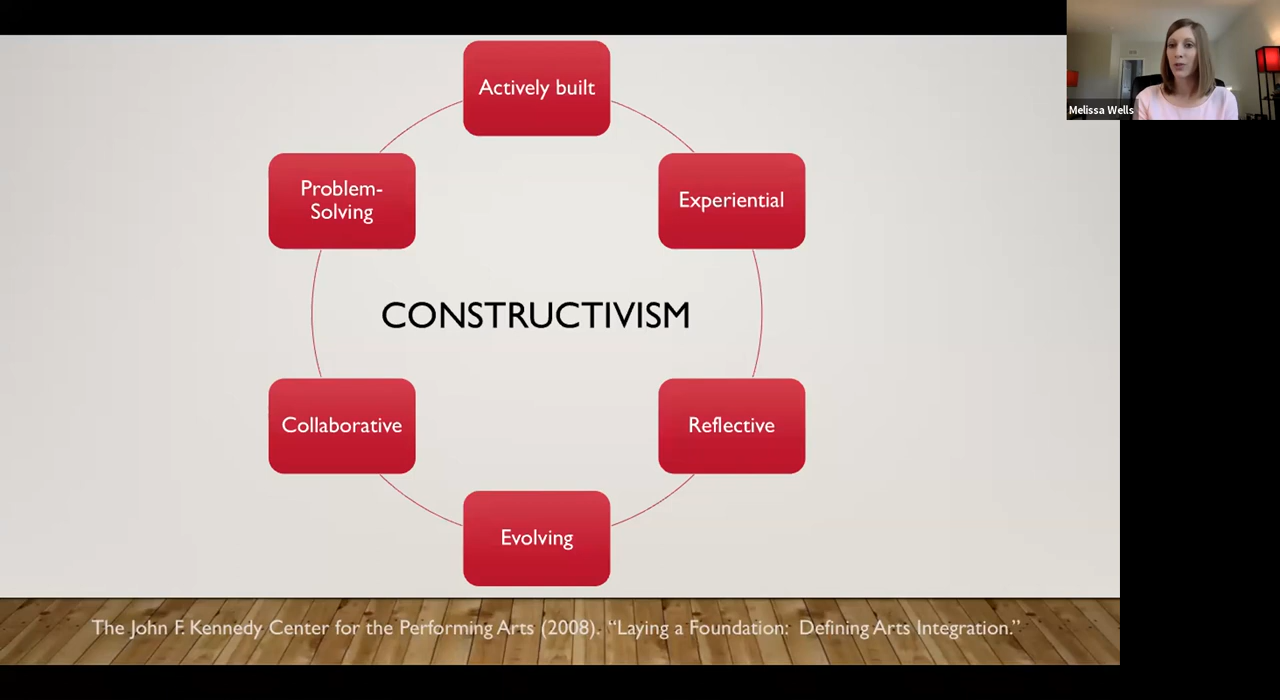 Actively built
Melissa Wells
Problem-
Solving
Experiential
CONSTRUCTIVISM
Collaborative
Reflective
Evolving
The John F. Kennedy Center for the Performing Arts (2008). “Laying a Foundation: Defining Arts Integration.”